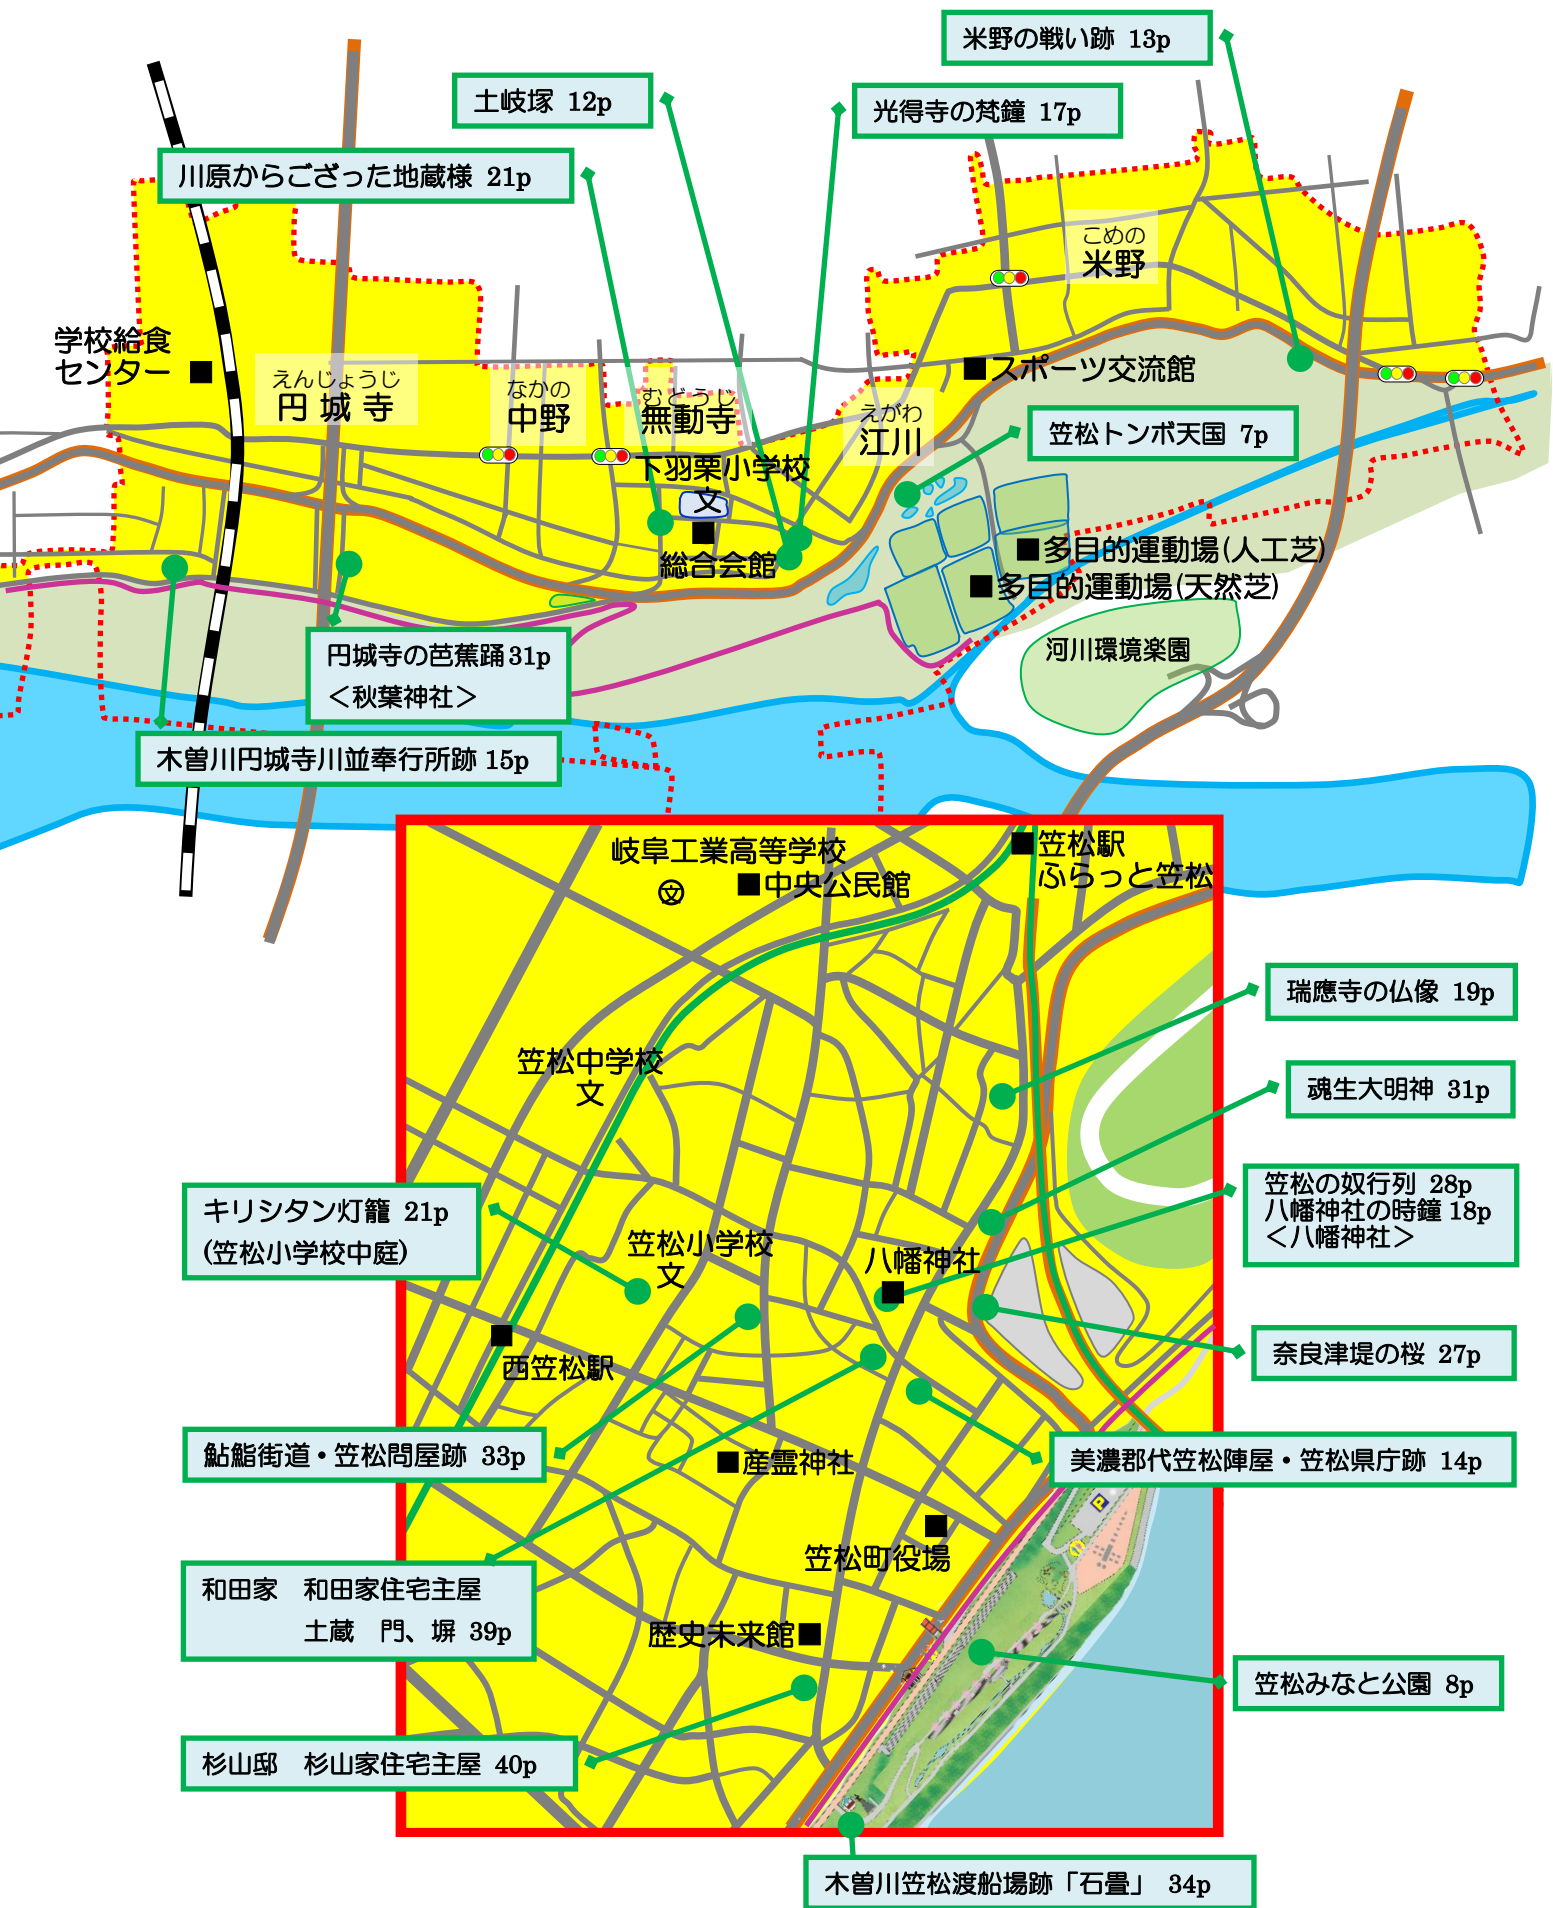 米野の戦い跡 13p
土岐塚 12p
光得寺の梵鐘 17p
川原からござった地蔵様 21p
こめの
米野
学校給食
センター
スポーツ交流館
えんじょうじ
円城寺
なかの
中野
むどうじ
無動寺
えがわ
江川
笠松トンボ天国 7p
下羽栗小学校
文
総合会館
多目的運動場(人工芝)
多目的運動場(天然芝)
河川環境楽園
円城寺の芭蕉踊31p
＜秋葉神社＞
木曽川円城寺川並奉行所跡 15p
岐阜工業高等学校
文
中央公民館
笠松駅
ふらっと笠松
瑞應寺の仏像 19p
笠松中学校
文
魂生大明神 31p
笠松の奴行列 28p
八幡神社の時鐘 18p
＜八幡神社＞
キリシタン灯籠 21p
(笠松小学校中庭)
笠松小学校
文
八幡神社
西笠松駅
奈良津堤の桜 27p
鮎鮨街道・笠松問屋跡 33p
産霊神社
美濃郡代笠松陣屋・笠松県庁跡 14p
P
笠松町役場
和田家　和田家住宅主屋
土蔵　門、塀 39p
歴史未来館
笠松みなと公園 8p
杉山邸　杉山家住宅主屋 40p
木曽川笠松渡船場跡「石畳」 34p